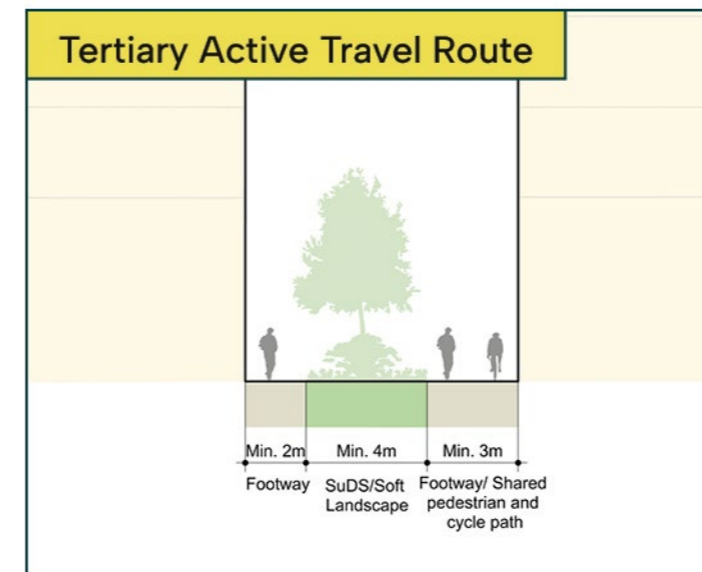 Tertiary Active Travel Route
Min. 2m
Min. 4m
Min. 3m
Footway
SuDS/Soft
Landscape
Footway/ Shared
pedestrian and
cycle path